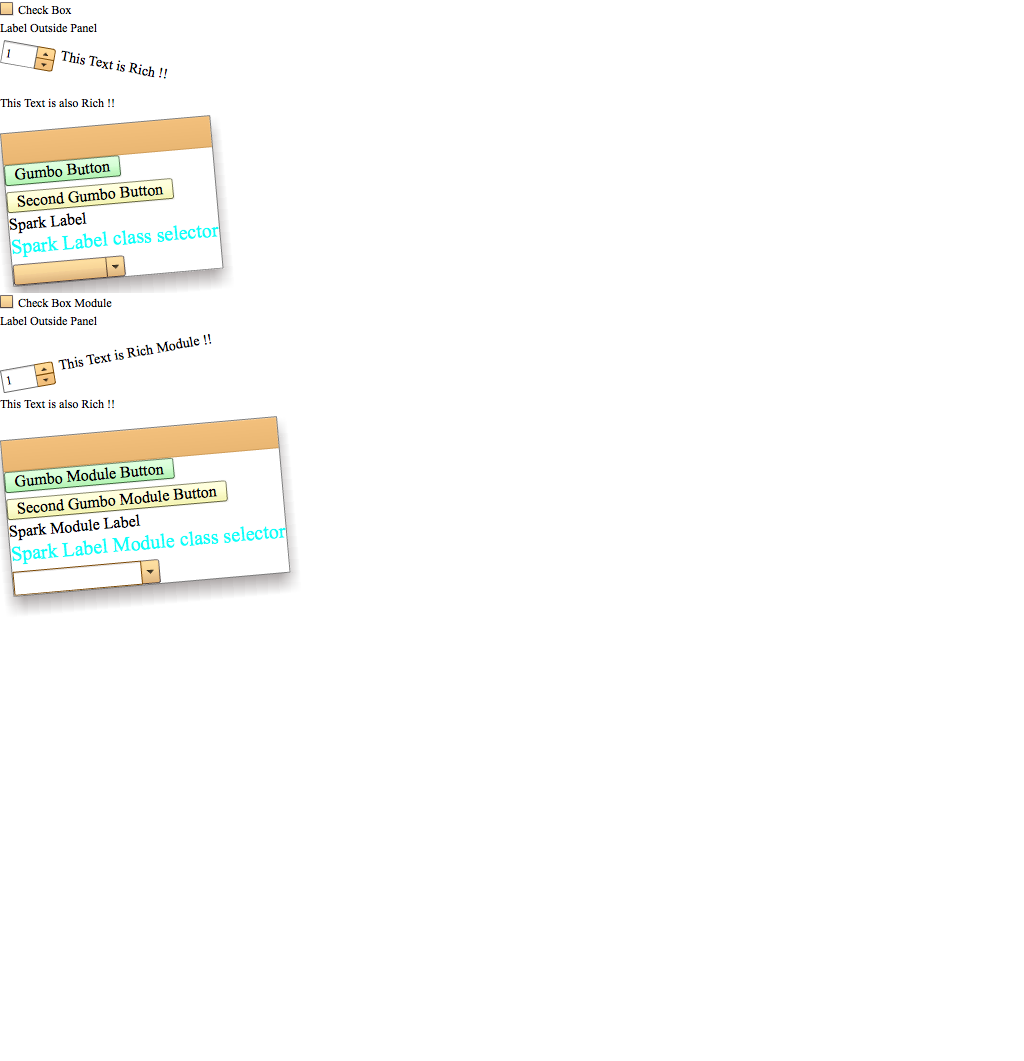 Check Box
Label Outside Panel
1
This Text is Rich !!
This Text is also Rich !!
Gumbo Button
Second Gumbo Button
Spark Label
Spark Label class selector
Check Box Module
Label Outside Panel
This Text is Rich Module !!
1
This Text is also Rich !!
Gumbo Module Button
Second Gumbo Module Button
Spark Module Label
Spark Label Module class selector